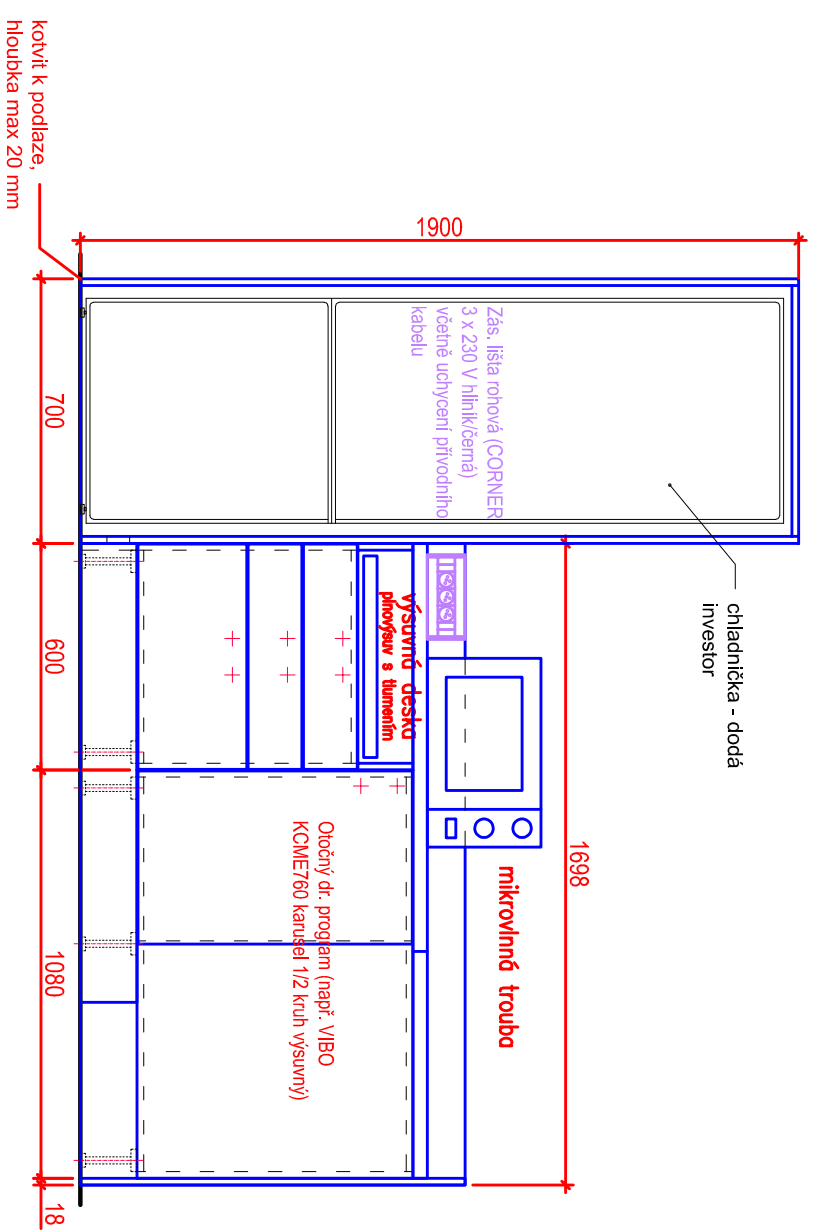 kotvit k podlaze,
hloubka max 20 mm
1900
700
600
1080
18
1698
Zás. lišta rohová (CORNER
3 x 230 V hliník/černá)
včetně uchycení přívodního
kabelu
chladnička - dodá
investor
výsuvná deska
plnovýsuv s tlumením
mikrovlnná trouba
Otočný dr. program (např. VIBO
KCME760 karusel 1/2 kruh výsuvný)